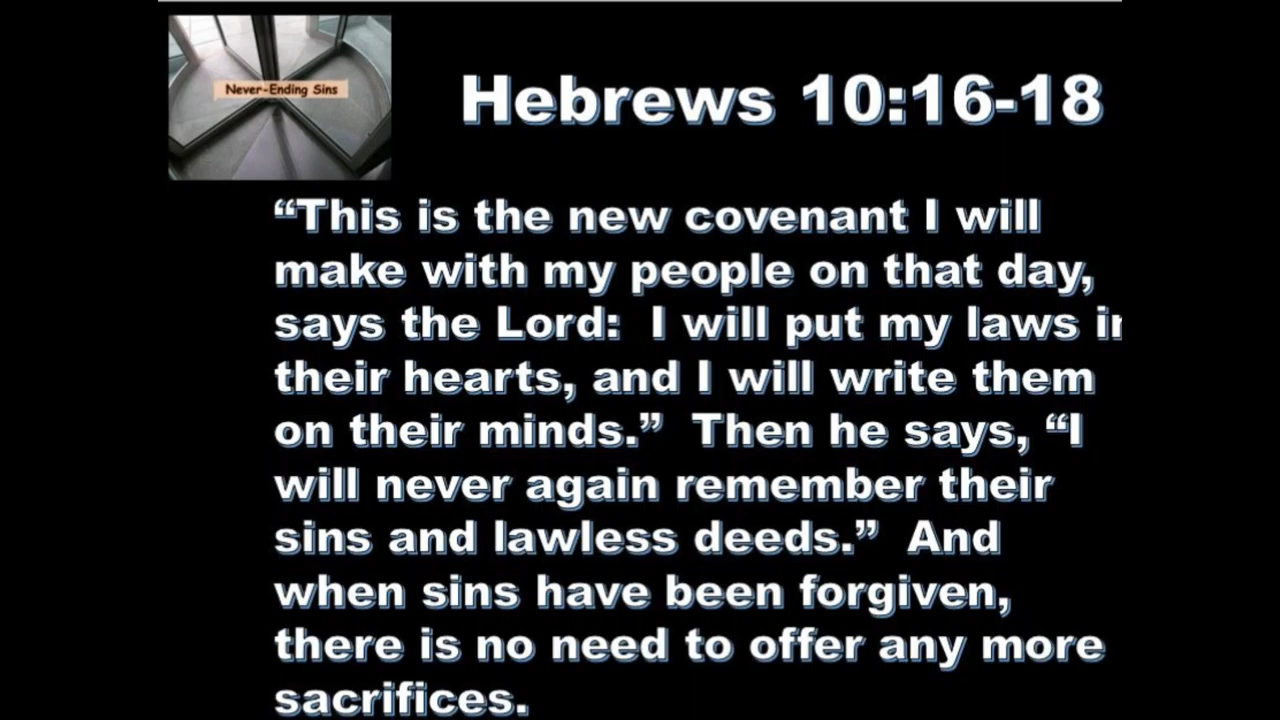 Never-Ending Sins
Hebrews 10:16-18
“This is the new covenant I will
make with my people on that day,
says the Lord:  I will put my laws in
their hearts, and I will write them
on their minds.”  Then he says, “I
will never again remember their
sins and lawless deeds.”  And
when sins have been forgiven,
there is no need to offer any more
sacrifices.